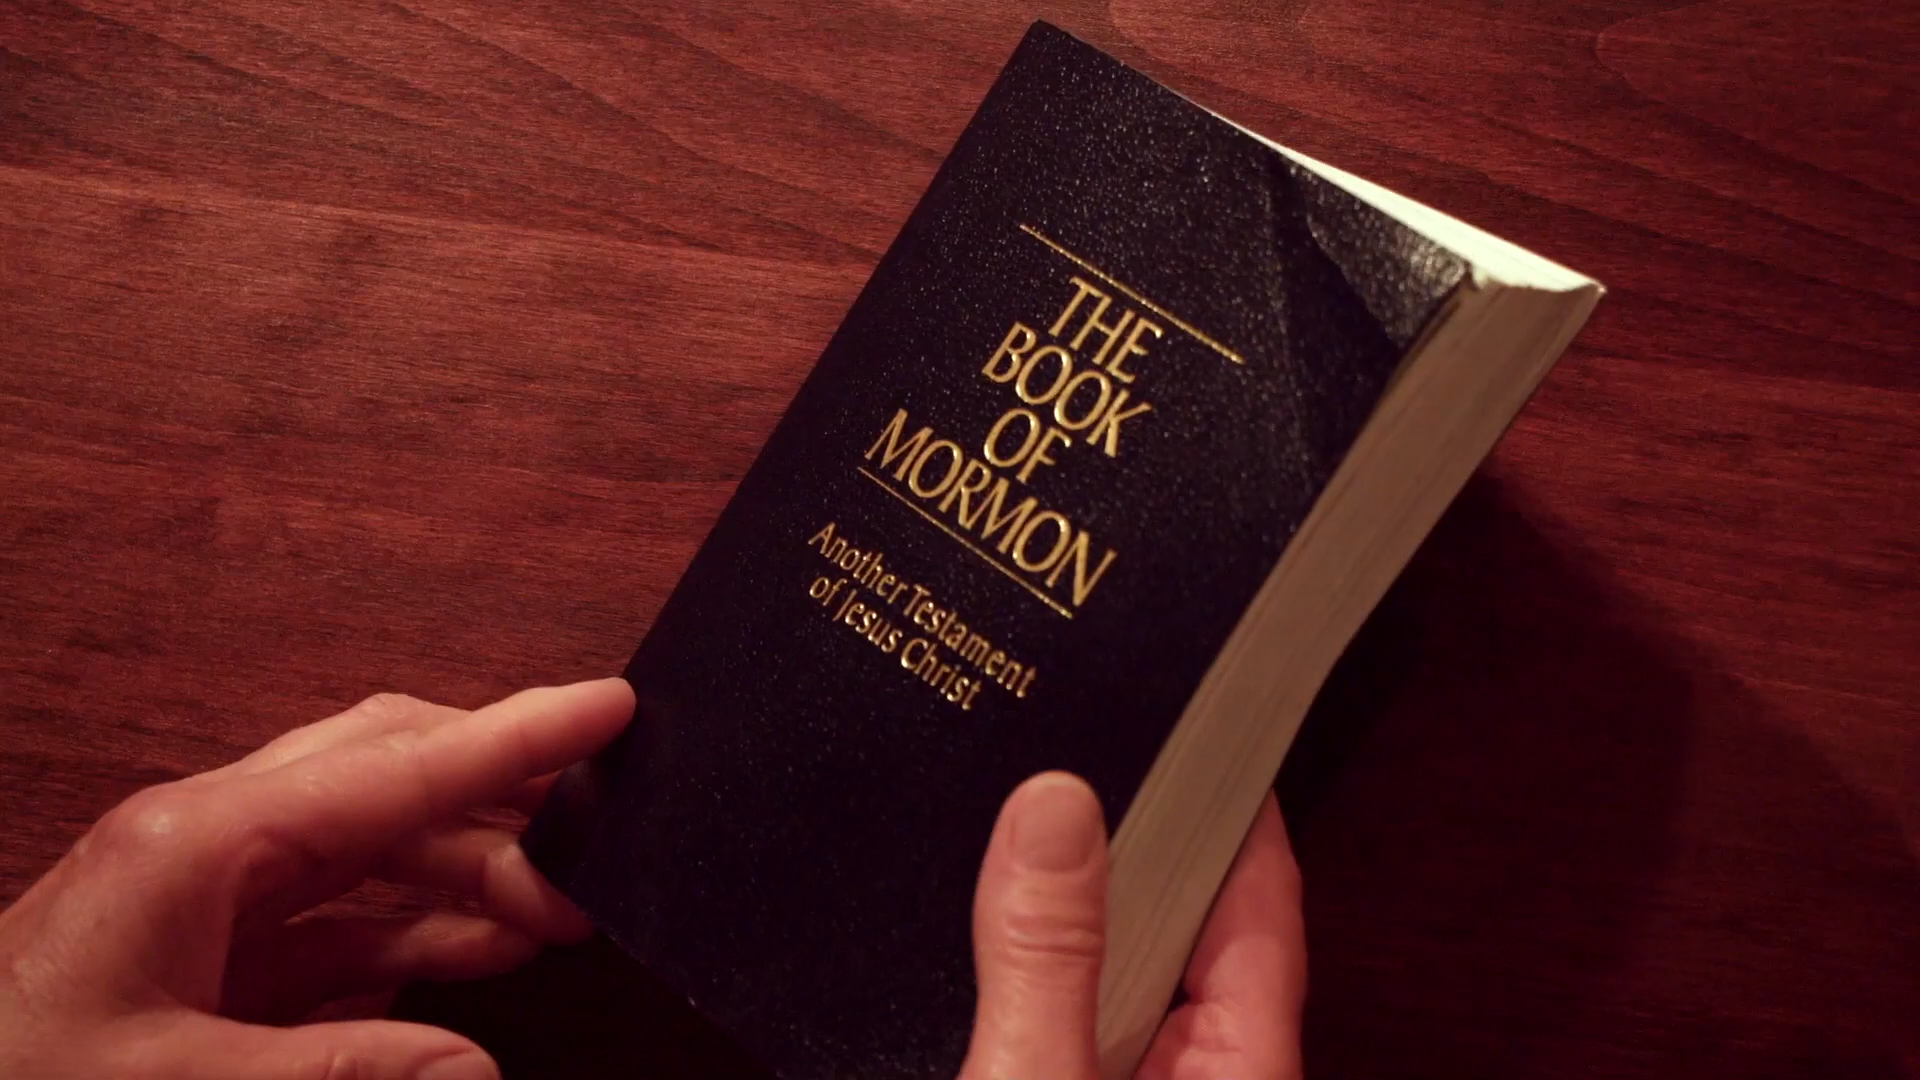 THE
BOOK
OF
MORMON
Another Testament
of Jesus Christ